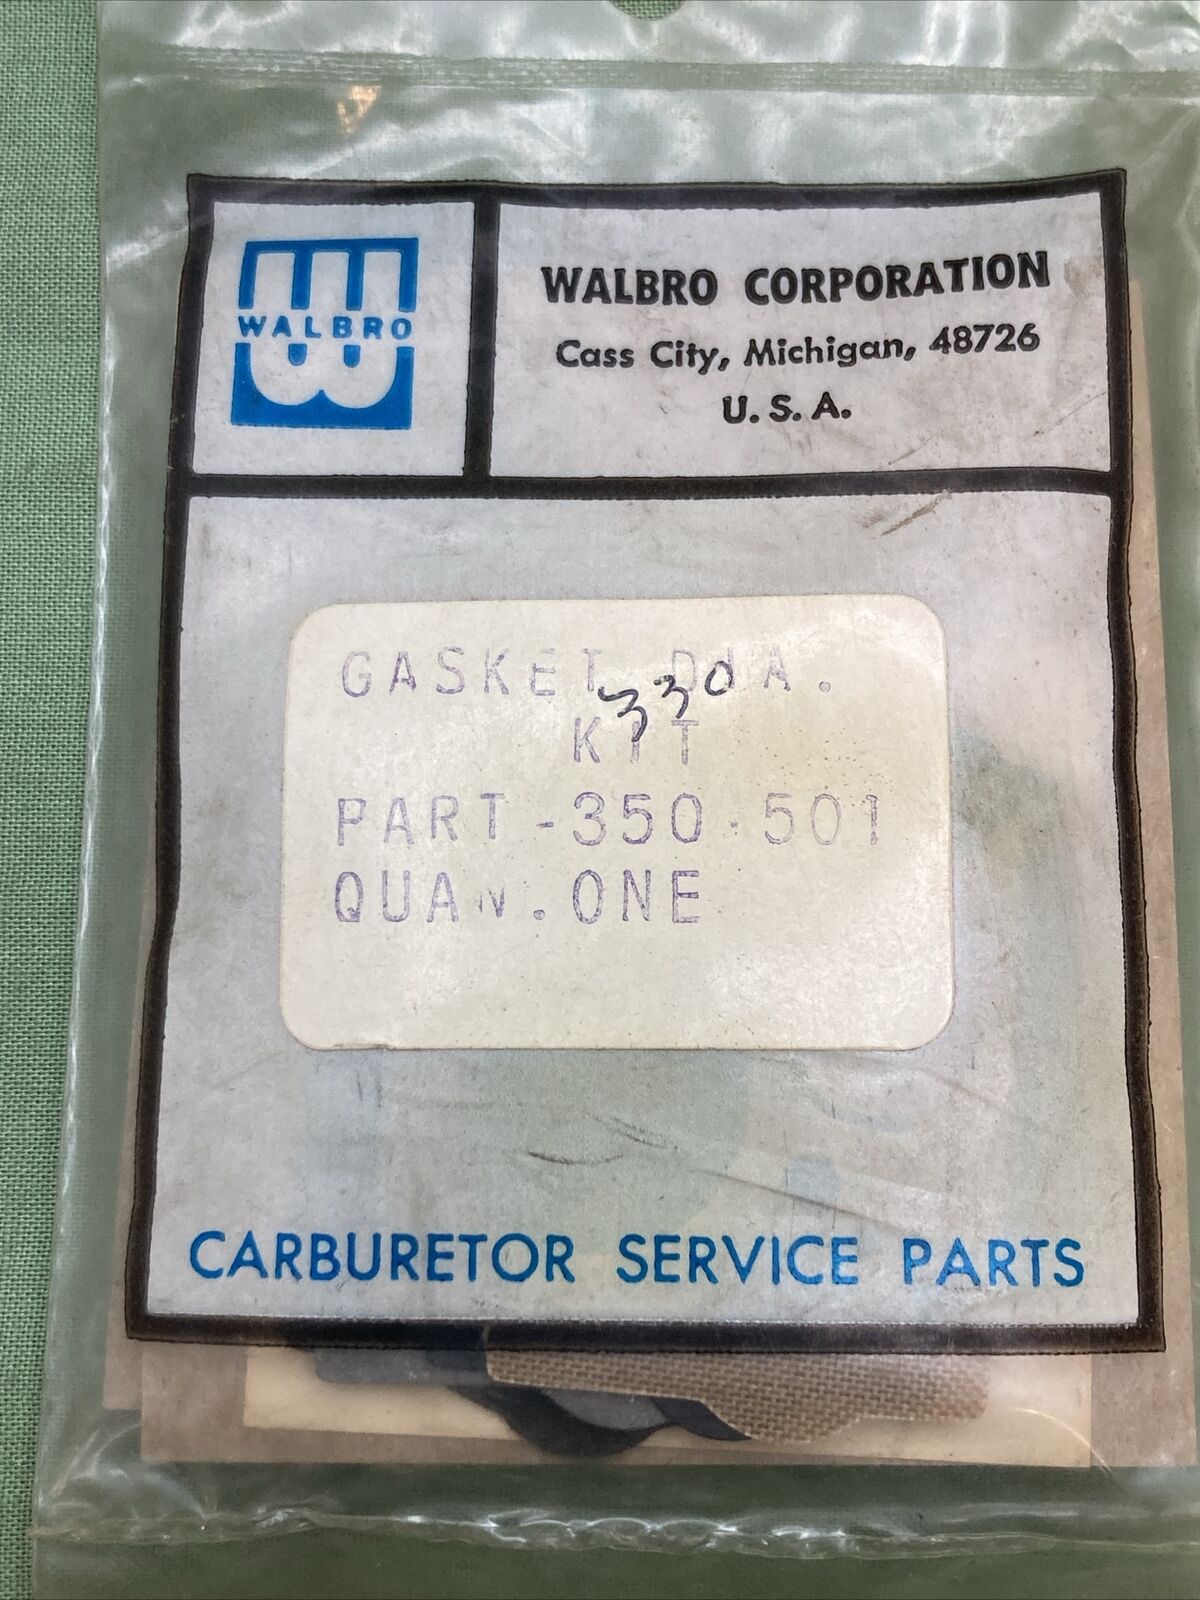 WALBRO
WALBRO CORPORATION
Cass City, Michigan, 48726
U. S. A.
GASKET DIA.
330
KIT
PART-350-501
QUAN.ONE
CARBURETOR SERVICE PARTS